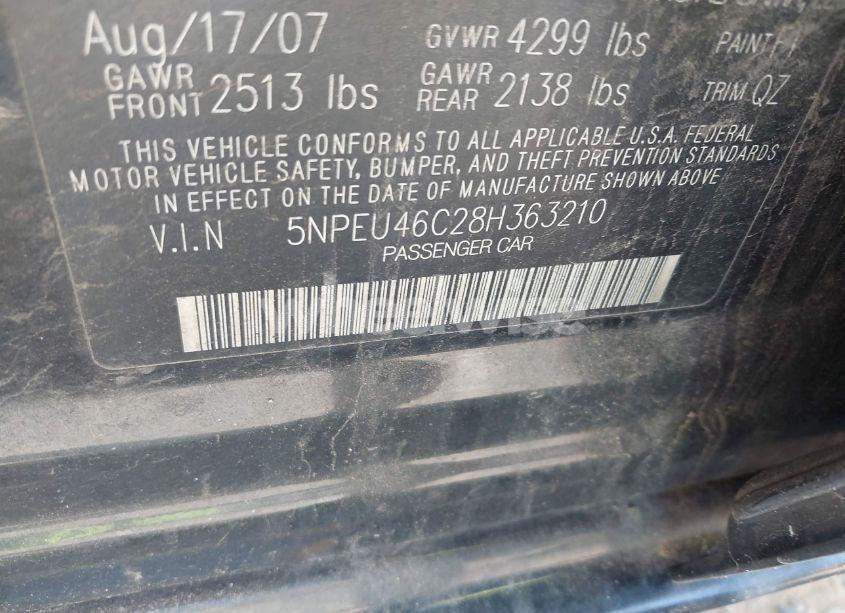 Aug/17/07 GVWR 4299 lbs PAINT
GAWR FRONT 2513 lbs GAWR REAR 2138 lbs TRIM QZ
THIS VEHICLE CONFORMS TO ALL APPLICABLE U.S.A. FEDERAL
MOTOR VEHICLE SAFETY, BUMPER, AND THEFT PREVENTION STANDARDS
IN EFFECT ON THE DATE OF MANUFACTURE SHOWN ABOVE
V.I.N 5NPEU46C28H363210
PASSENGER CAR